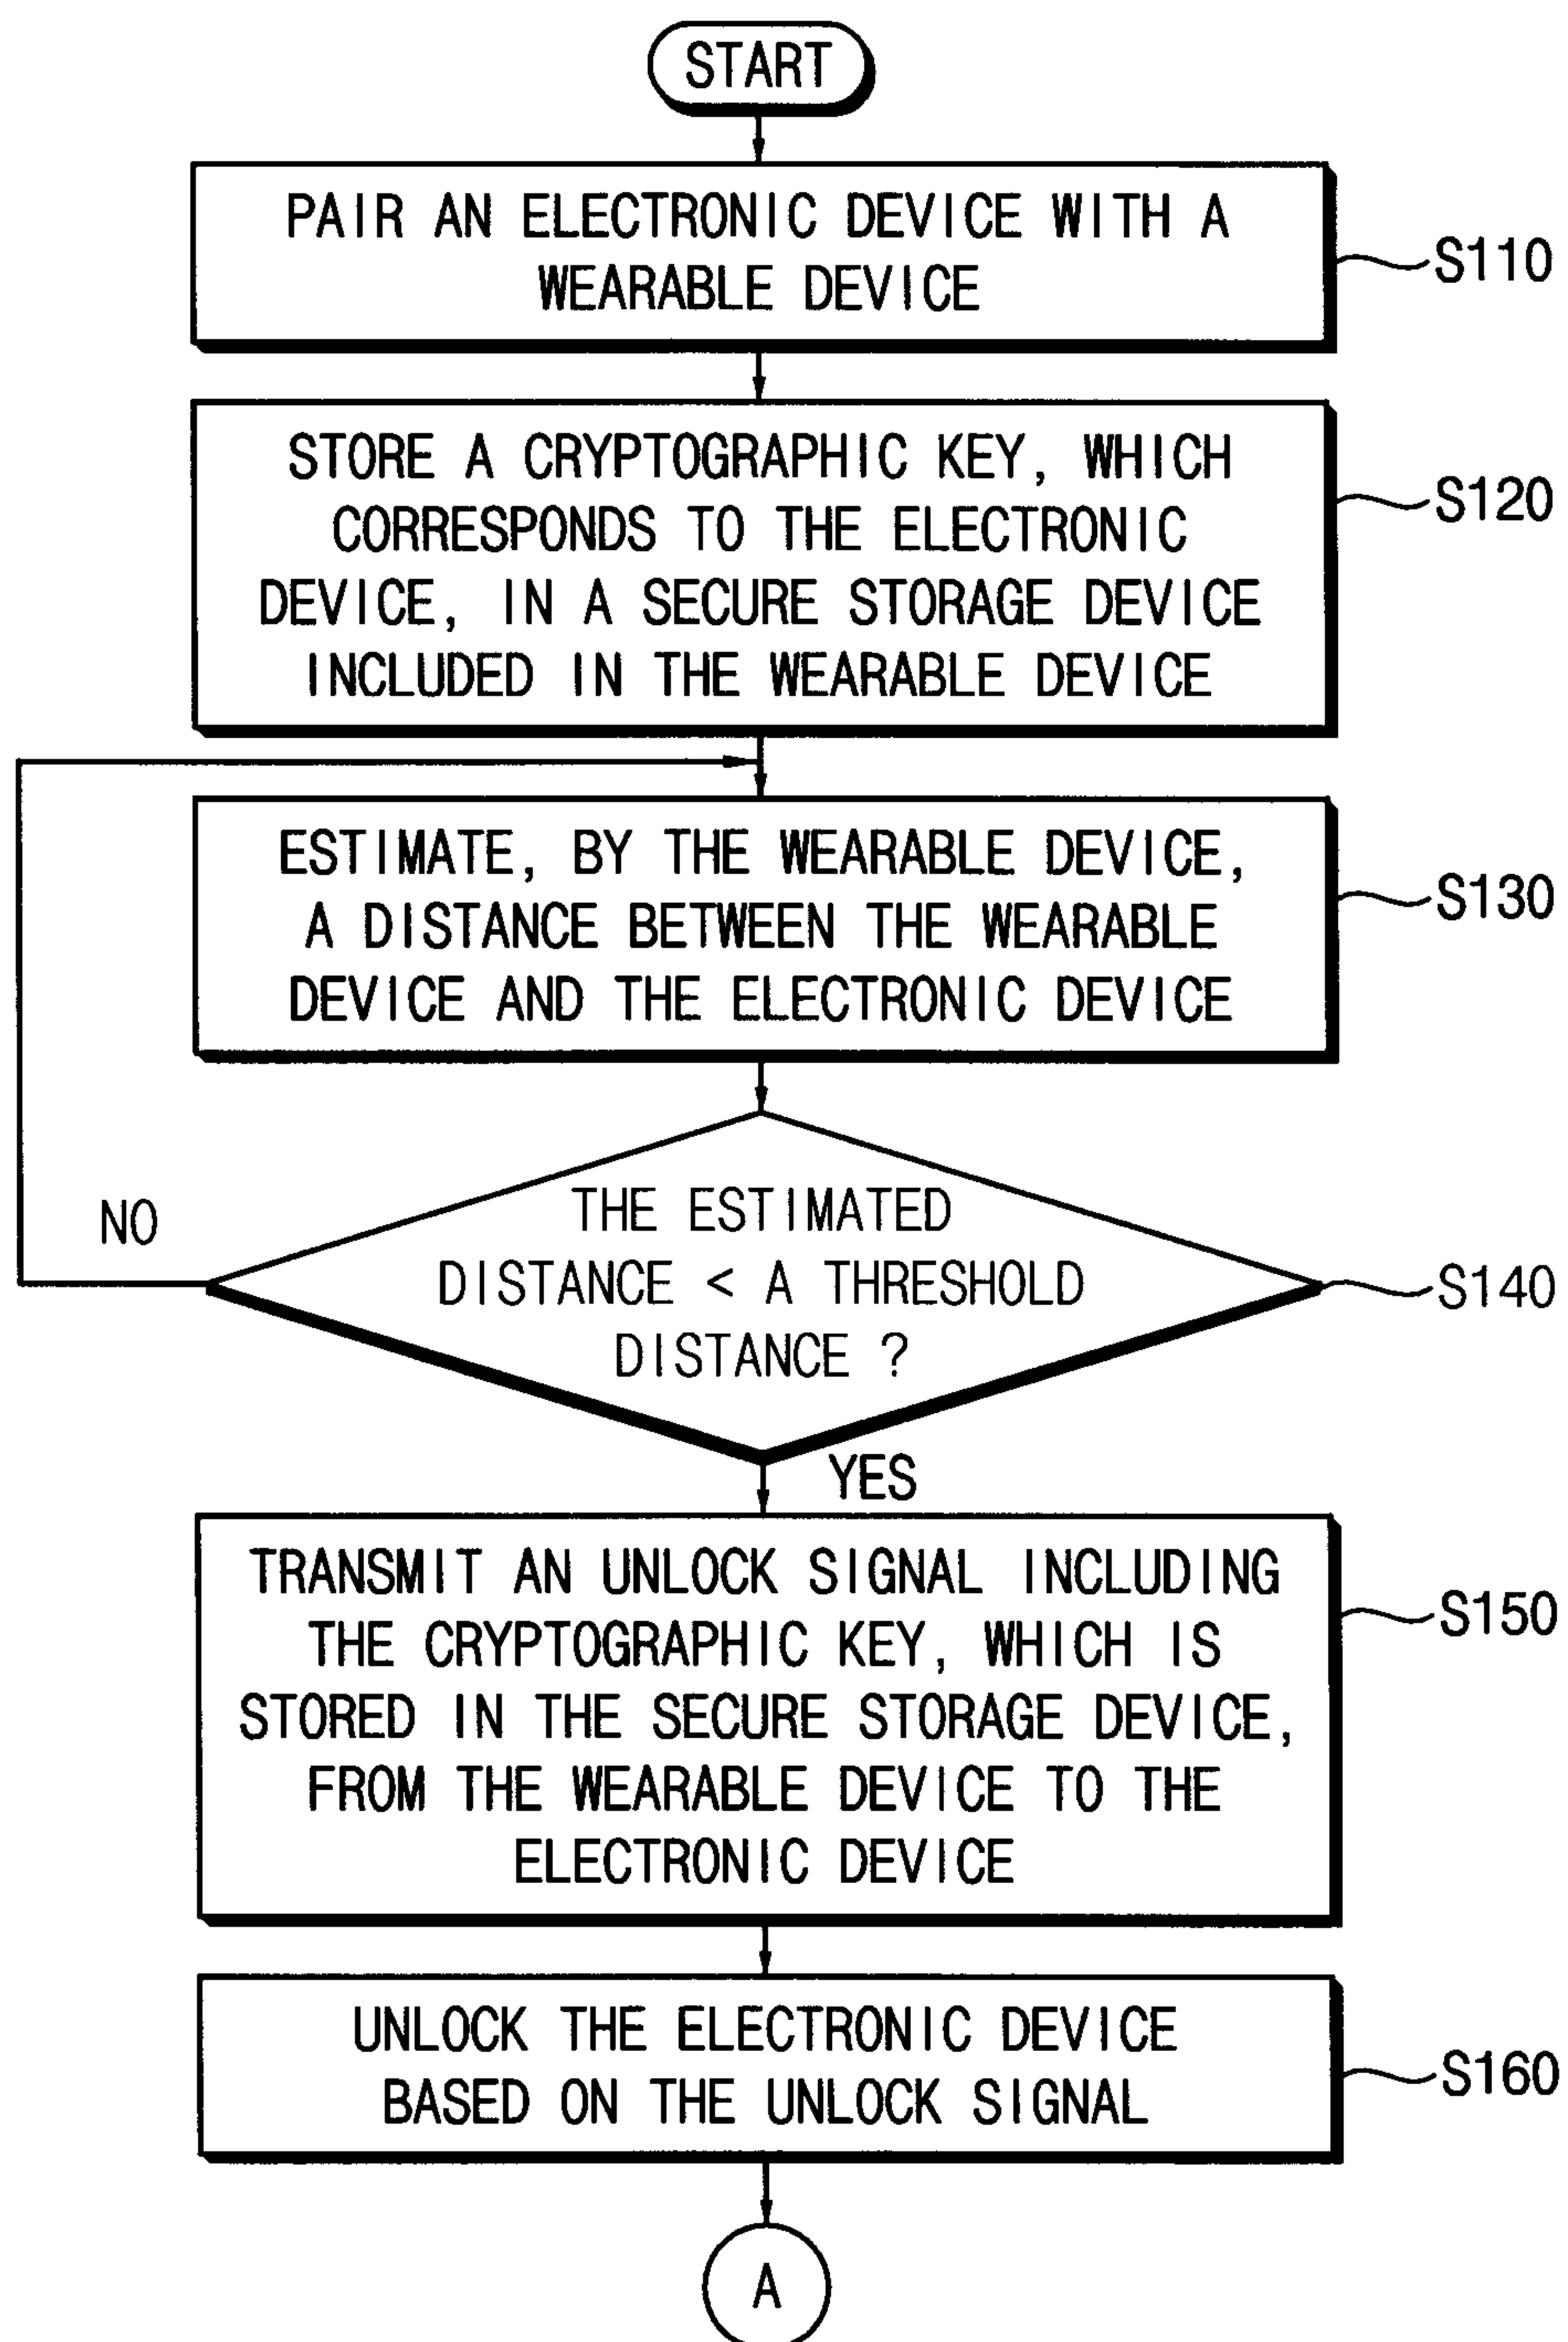 START
PAIR AN ELECTRONIC DEVICE WITH A
WEARABLE DEVICE
S110
STORE A CRYPTOGRAPHIC KEY, WHICH
CORRESPONDS TO THE ELECTRONIC
DEVICE, IN A SECURE STORAGE DEVICE
INCLUDED IN THE WEARABLE DEVICE
S120
ESTIMATE, BY THE WEARABLE DEVICE,
A DISTANCE BETWEEN THE WEARABLE
DEVICE AND THE ELECTRONIC DEVICE
S130
NO
THE ESTIMATED
DISTANCE < A THRESHOLD
DISTANCE ?
S140
YES
TRANSMIT AN UNLOCK SIGNAL INCLUDING
THE CRYPTOGRAPHIC KEY, WHICH IS
STORED IN THE SECURE STORAGE DEVICE,
FROM THE WEARABLE DEVICE TO THE
ELECTRONIC DEVICE
S150
UNLOCK THE ELECTRONIC DEVICE
BASED ON THE UNLOCK SIGNAL
S160
A